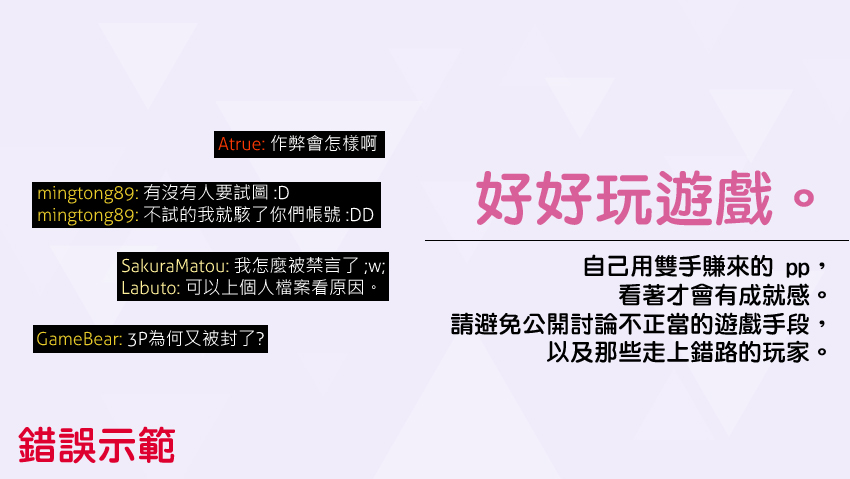 Atrue: 作弊會怎樣啊
mingtong89: 有沒有人要試圖 :D
mingtong89: 不試的我就駭了你們帳號 :DD
SakuraMatou: 我怎麼被禁言了 ;w;
Labuto: 可以上個人檔案看原因。
GameBear: 3P為何又被封了?
錯誤示範
好好玩遊戲。
自己用雙手賺來的 pp，
看著才會有成就感。
請避免公開討論不正當的遊戲手段，
以及那些走上錯路的玩家。